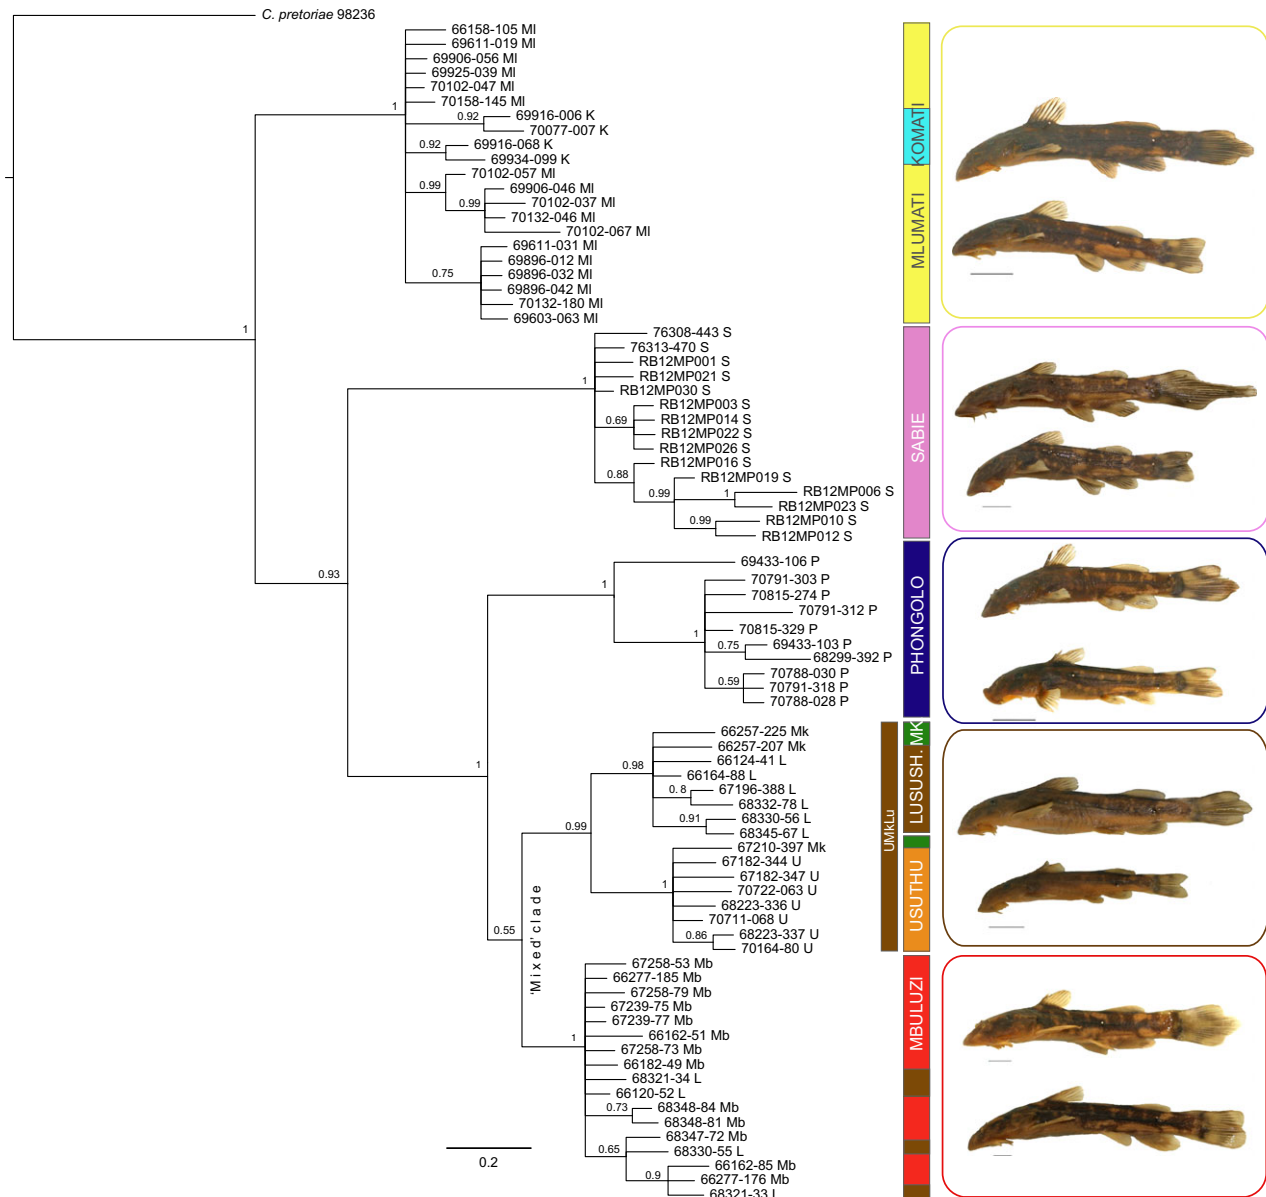 C. pretoriae 98236
66158-105 Ml
69611-019 Ml
69906-056 Ml
69925-039 Ml
70102-047 Ml
70158-145 Ml
1
0.92
69916-006 K
70077-007 K
0.92
69916-068 K
69934-099 K
70102-057 Ml
0.99
69906-046 Ml
0.99
70102-037 Ml
70132-046 Ml
70102-067 Ml
69611-031 Ml
69896-012 Ml
0.75
69896-032 Ml
69896-042 Ml
70132-180 Ml
69603-063 Ml
KOMATI
MLUMATI
1
76308-443 S
76313-470 S
RB12MP001 S
1
RB12MP021 S
RB12MP030 S
RB12MP003 S
0.69
RB12MP014 S
RB12MP022 S
RB12MP026 S
RB12MP016 S
0.88
RB12MP019 S
0.99
RB12MP006 S
1
RB12MP023 S
0.99
RB12MP010 S
RB12MP012 S
SABIE
0.93
69433-106 P
1
70791-303 P
70815-274 P
70791-312 P
1
70815-329 P
0.75
69433-103 P
68299-392 P
70788-030 P
0.59
70791-318 P
70788-028 P
PHONGOLO
1
66257-225 Mk
66257-207 Mk
0.98
66124-41 L
66164-88 L
0.8
67196-388 L
68332-78 L
0.91
68330-56 L
68345-67 L
0.99
67210-397 Mk
67182-344 U
1
67182-347 U
70722-063 U
68223-336 U
70711-068 U
0.86
68223-337 U
70164-80 U
UMkLu
MK
LUSUSH.
USUTHU
0.55
'Mixed' clade
67258-53 Mb
66277-185 Mb
67258-79 Mb
67239-75 Mb
67239-77 Mb
1
66162-51 Mb
67258-73 Mb
66182-49 Mb
68321-34 L
66120-52 L
0.73
68348-84 Mb
68348-81 Mb
68347-72 Mb
0.65
68330-55 L
66162-85 Mb
0.9
66277-176 Mb
68321-33 L
MBULUZI
0.2